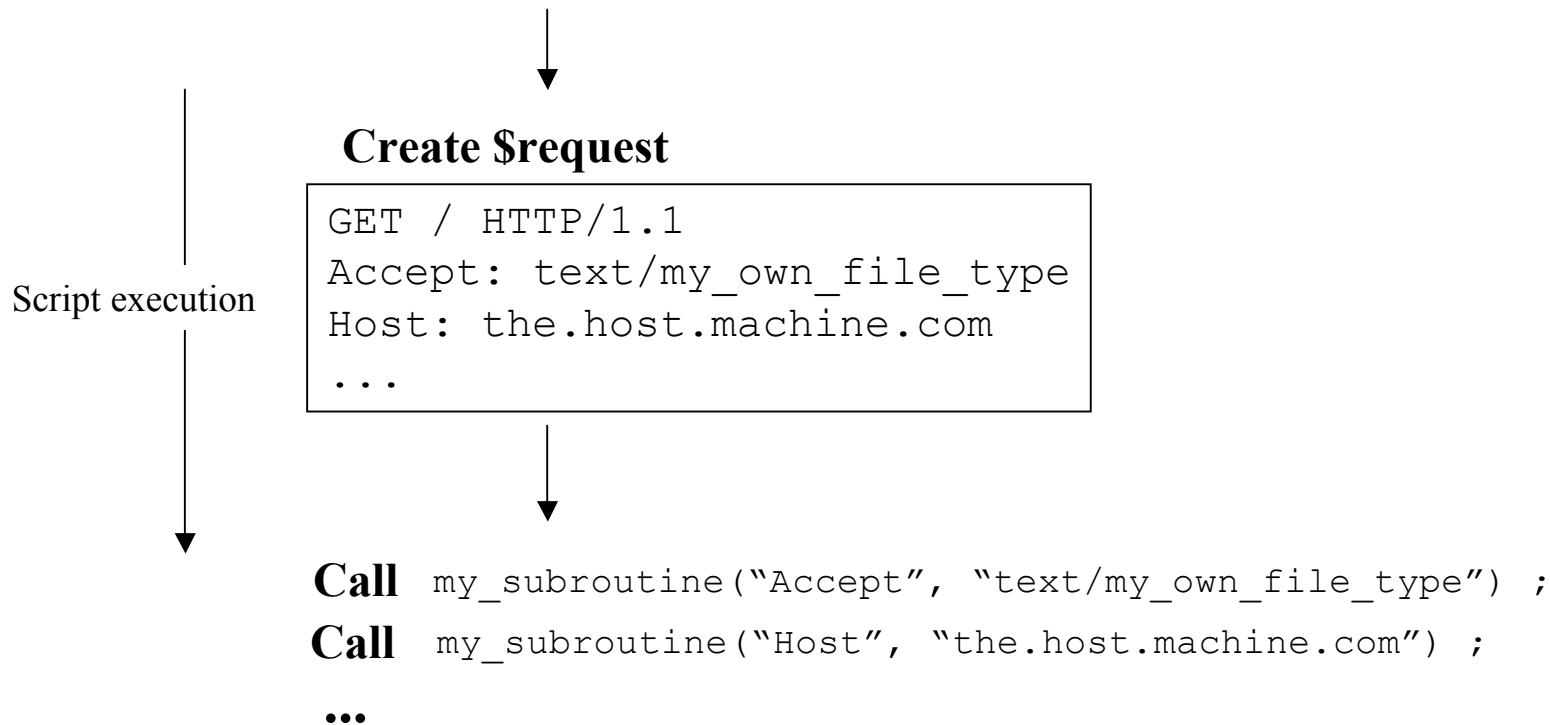 Create $request
GET / HTTP/1.1
Accept: text/my_own_file_type
Host: the.host.machine.com
...
Script execution
Call my_subroutine(“Accept”, “text/my_own_file_type”) ;
Call my_subroutine(“Host”, “the.host.machine.com”) ;
...